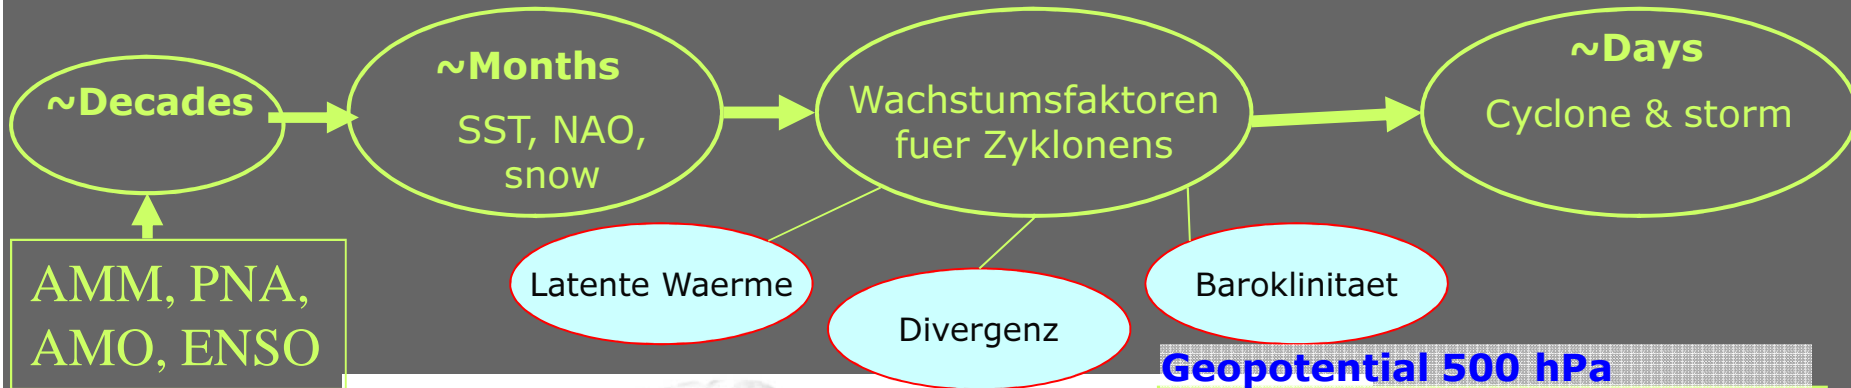 ~Decades
~Months
SST, NAO,
snow
Wachstumsfaktoren
fuer Zyklonens
~Days
Cyclone & storm
AMM, PNA,
AMO, ENSO
Latente Waerme
Divergenz
Baroklinitaet
Geopotential 500 hPa